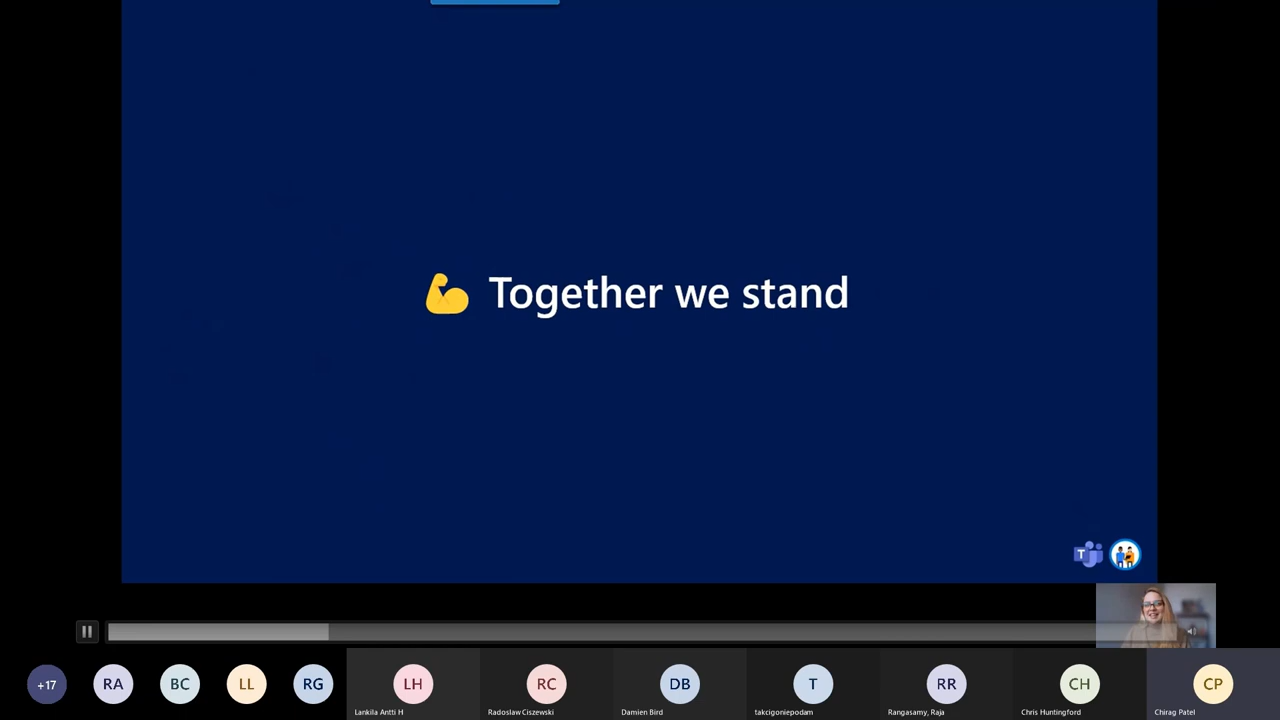 Together we stand
T
+17
RA
BC
LL
RG
LH
RC
DB
T
RR
CH
CP
Lankila Antti H
Radoslaw Ciszewski
Damien Bird
takcigoniepodam
Rangasamy, Raja
Chris Huntingford
Chirag Patel